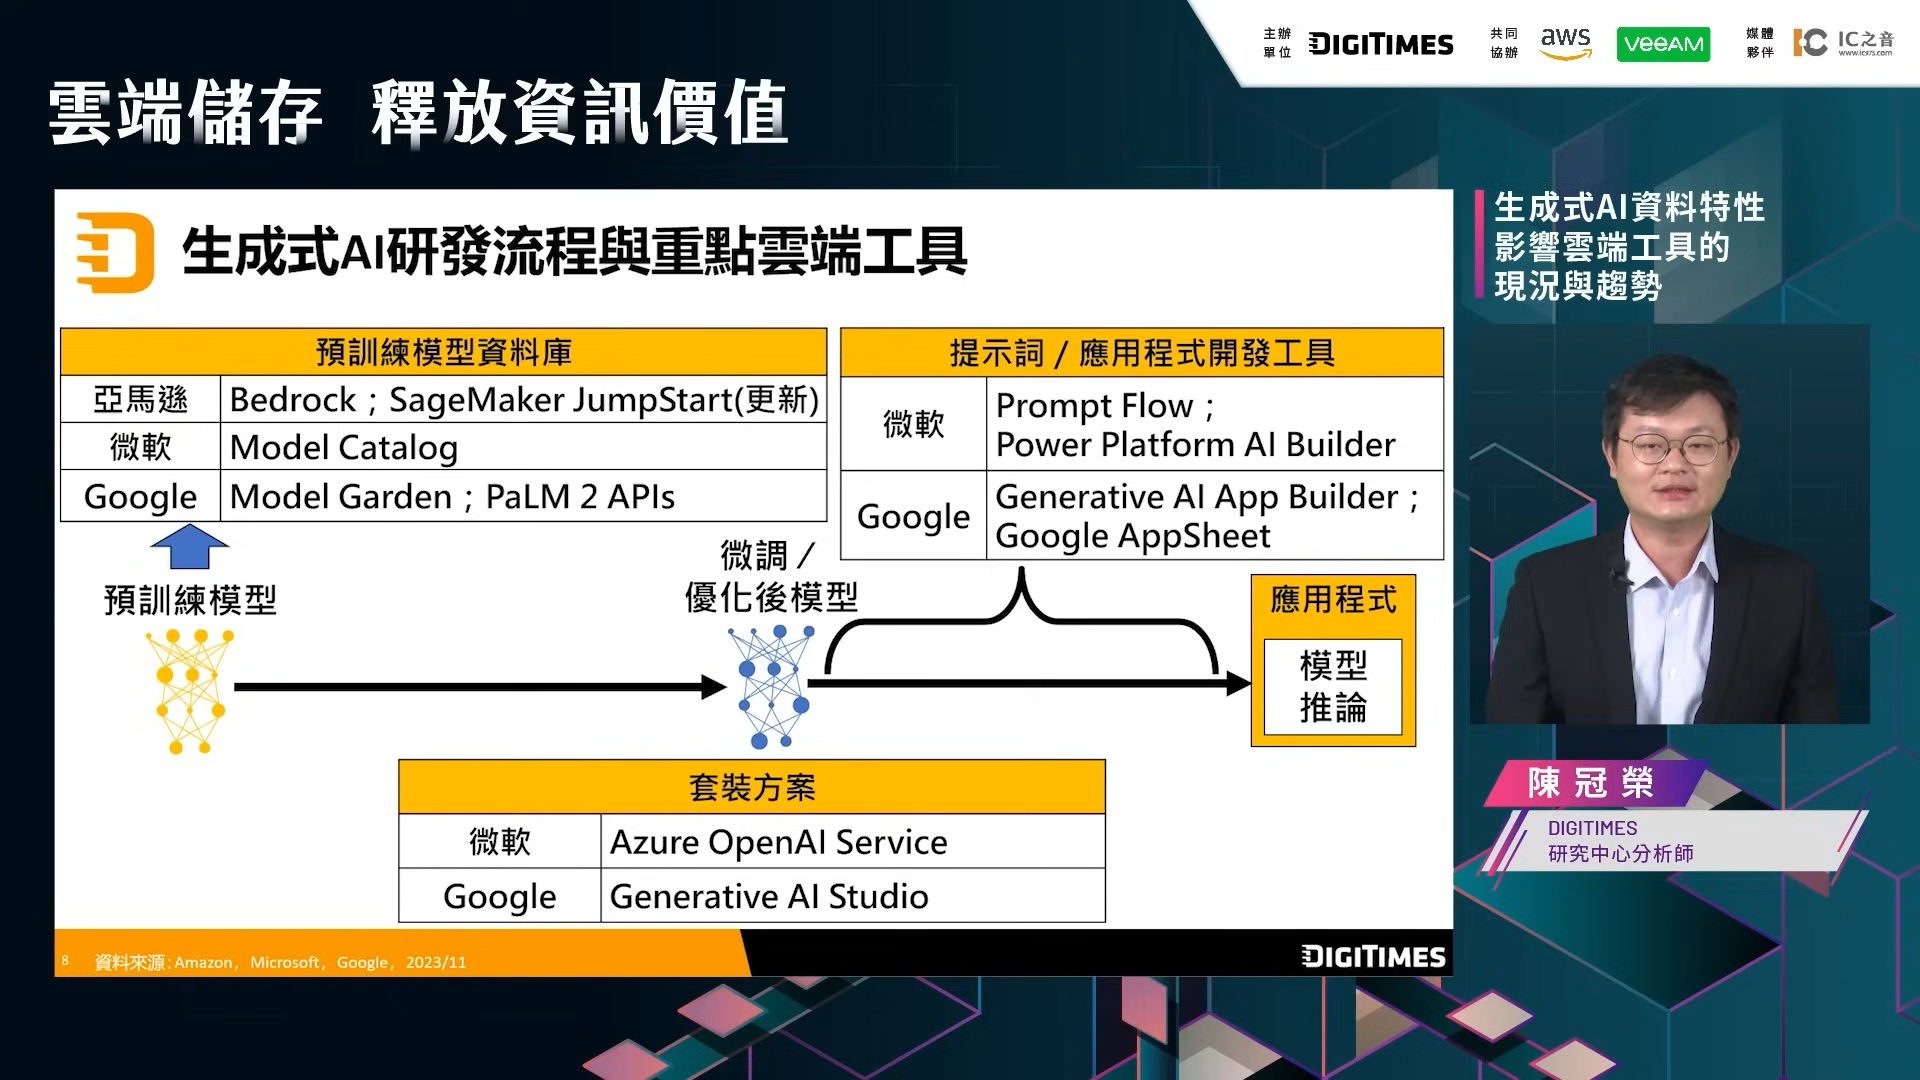 主辦
單位
DIGITIMES
共同
協辦
aws
veeAM
媒體
夥伴
IC之音
www.ic975.com
雲端儲存 釋放資訊價值
生成式AI研發流程與重點雲端工具
預訓練模型資料庫
亞馬遜 Bedrock；SageMaker JumpStart(更新)
微軟 Model Catalog
Google Model Garden；PaLM 2 APIs
提示詞 / 應用程式開發工具
微軟 Prompt Flow；
Power Platform AI Builder
Google Generative AI App Builder；
Google AppSheet
預訓練模型
微調／
優化後模型
應用程式
模型
推論
套裝方案
微軟 Azure OpenAI Service
Google Generative AI Studio
8 資料來源：Amazon，Microsoft，Google，2023/11
DIGITIMES
生成式AI資料特性
影響雲端工具的
現況與趨勢
陳冠榮
DIGITIMES
研究中心分析師